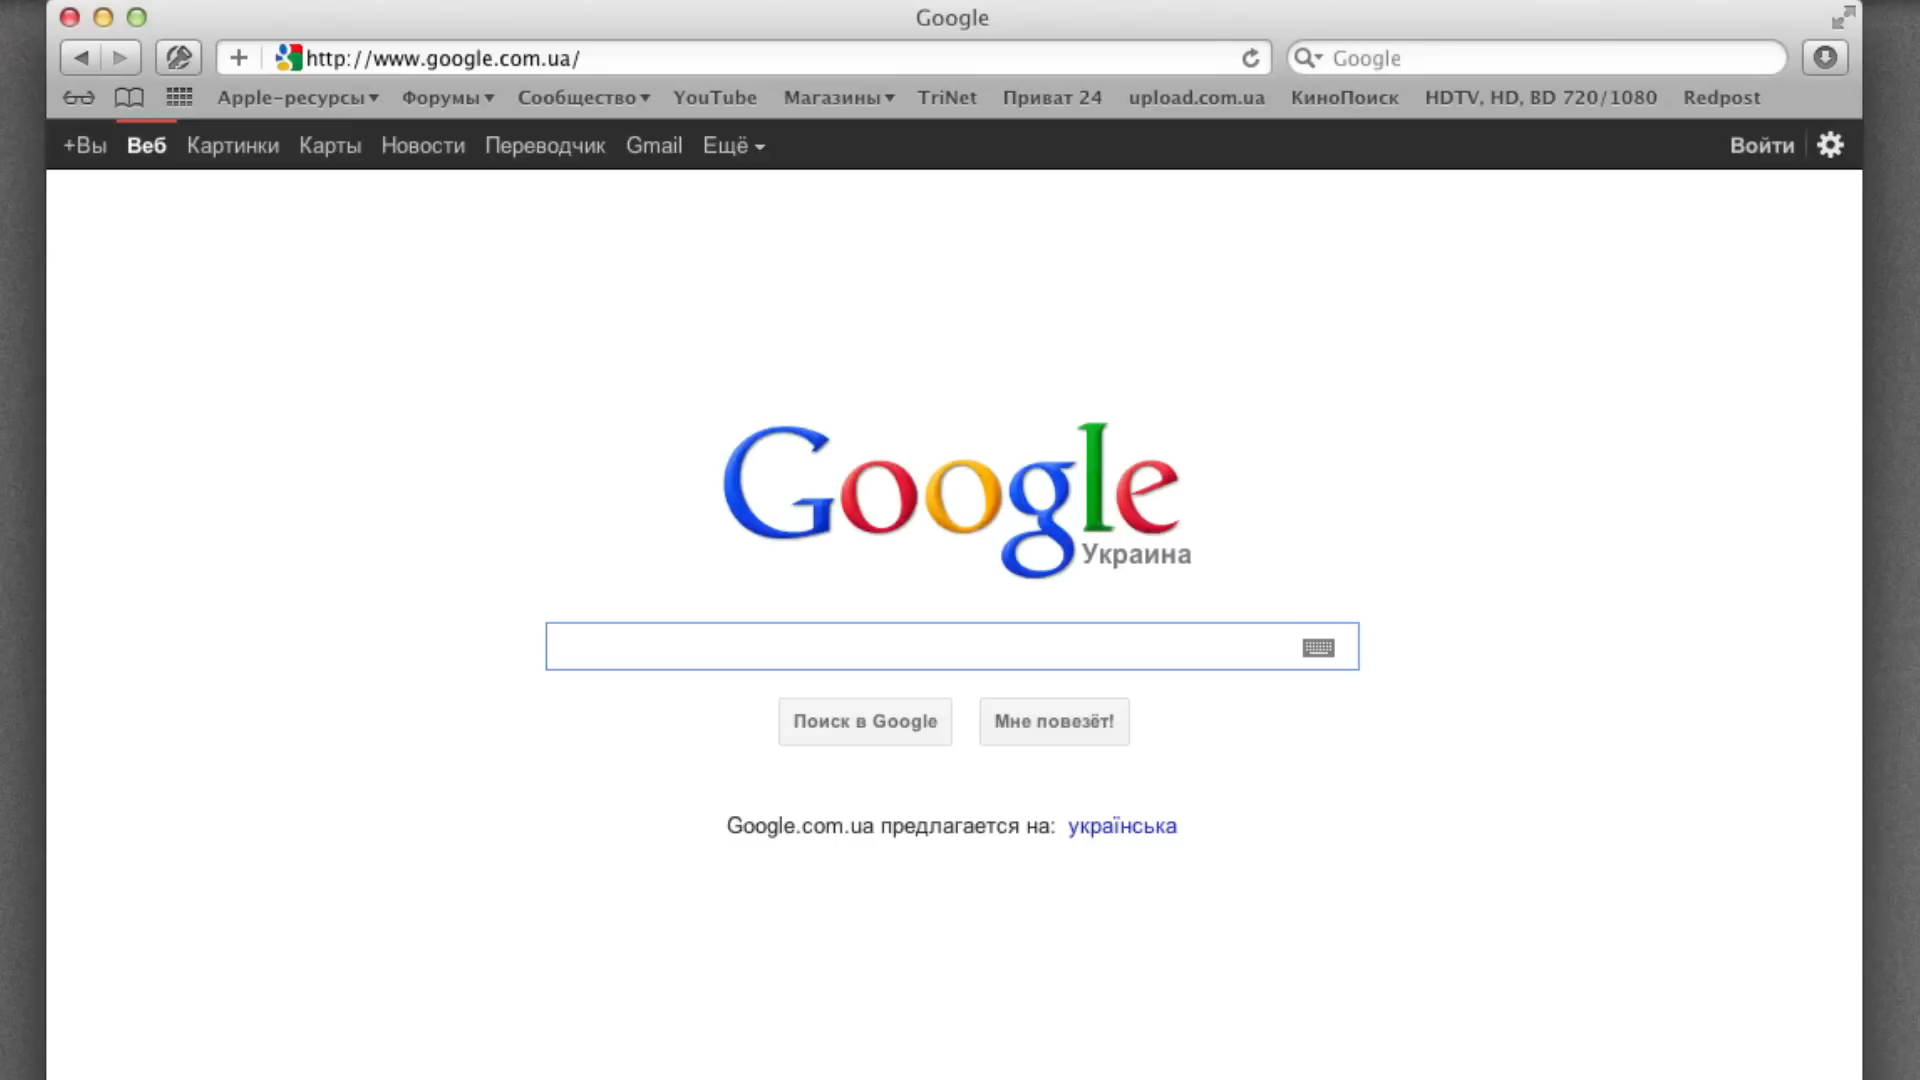 Google
http://www.google.com.ua/ Google
Apple-ресурсы Форумы Сообщество YouTube Магазины TriNet Приват 24 upload.com.ua КиноПоиск HDTV, HD, BD 720/1080 Redpost
+Вы Веб Картинки Карты Новости Переводчик Gmail Ещё Войти
Google
Украина
Поиск в Google Мне повезёт!
Google.com.ua предлагается на: українська